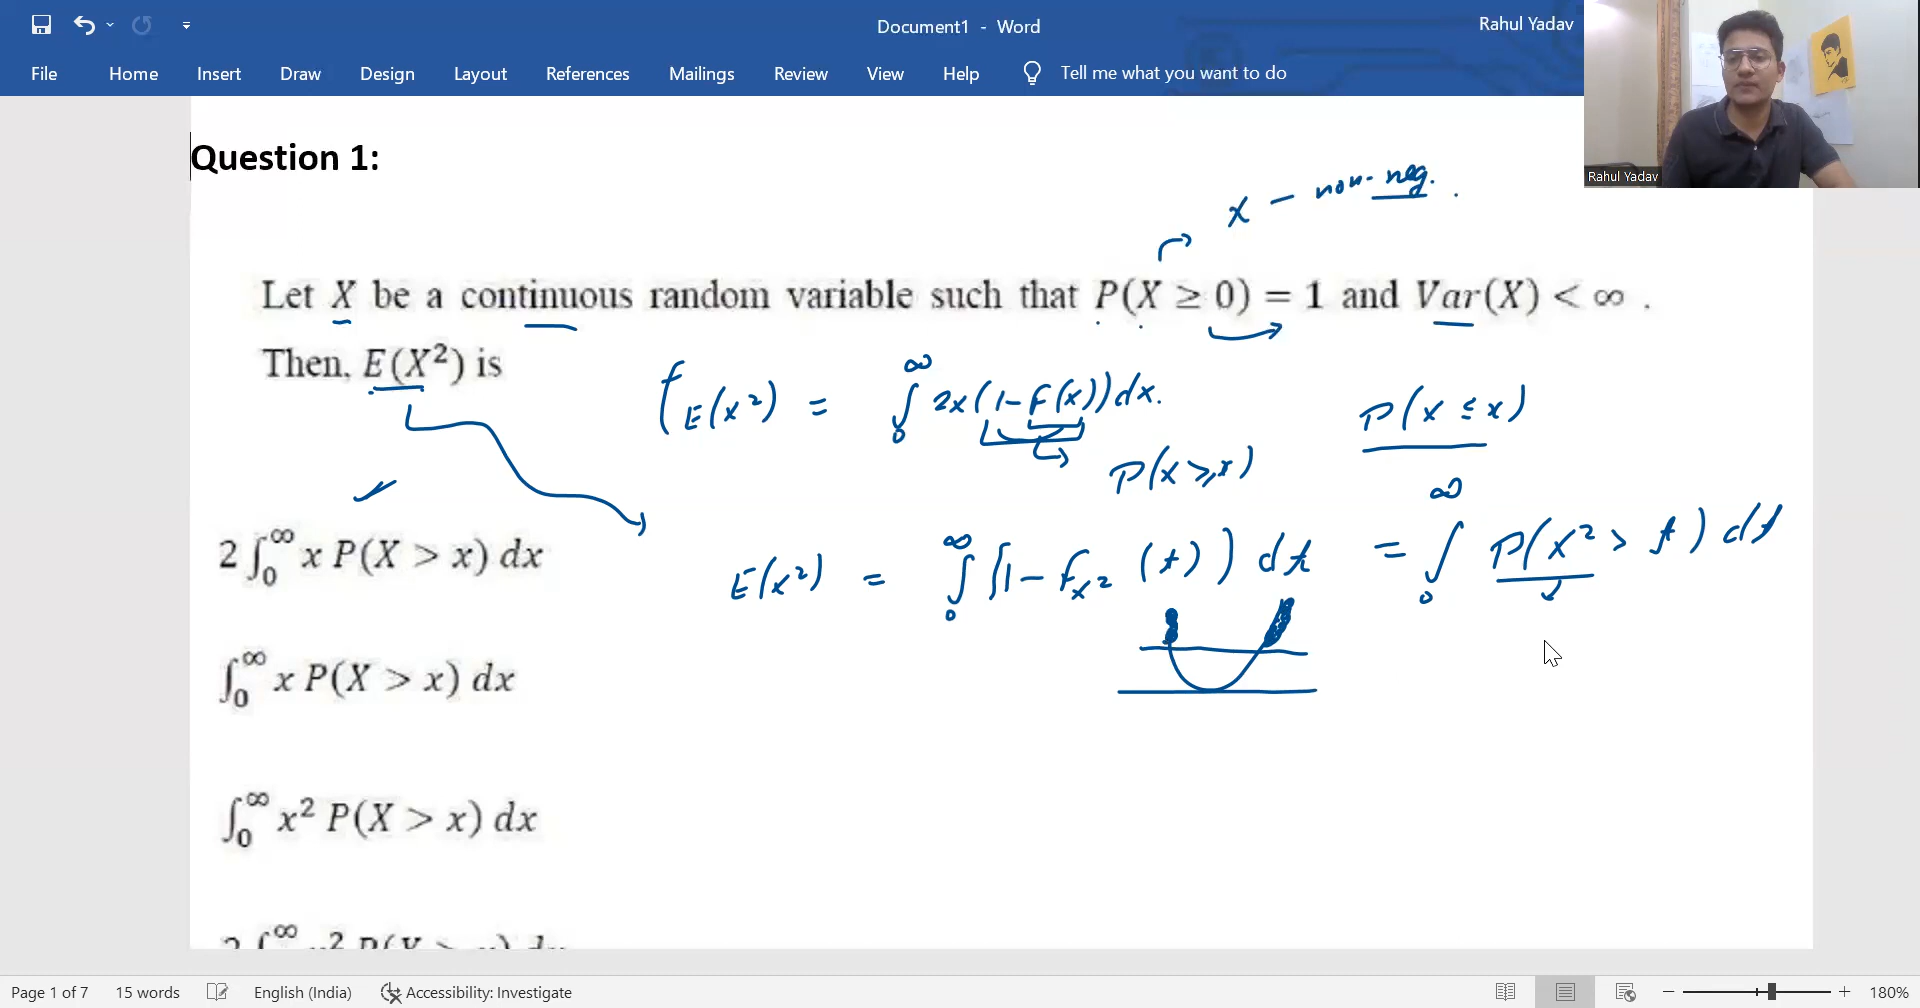 Document1 - Word
Rahul Yadav
File Home Insert Draw Design Layout References Mailings Review View Help Tell me what you want to do
Rahul Yadav
Question 1:
x - non-neg.
Let X be a continuous random variable such that P(X ≥ 0) = 1 and Var(X) < ∞ .
Then, E(X²) is
E(x²) = ∫₀^∞ 2x(1-F(x))dx.
P(x ≤ x)
P(x ≥ x)
2 ∫₀^∞ x P(X > x) dx
E(x²) = ∫₀^∞ (1 - F_x² (t)) dt = ∫₀^∞ P(X² > t) dt
∫₀^∞ x P(X > x) dx
∫₀^∞ x² P(X > x) dx
Page 1 of 7 15 words English (India) Accessibility: Investigate 180%